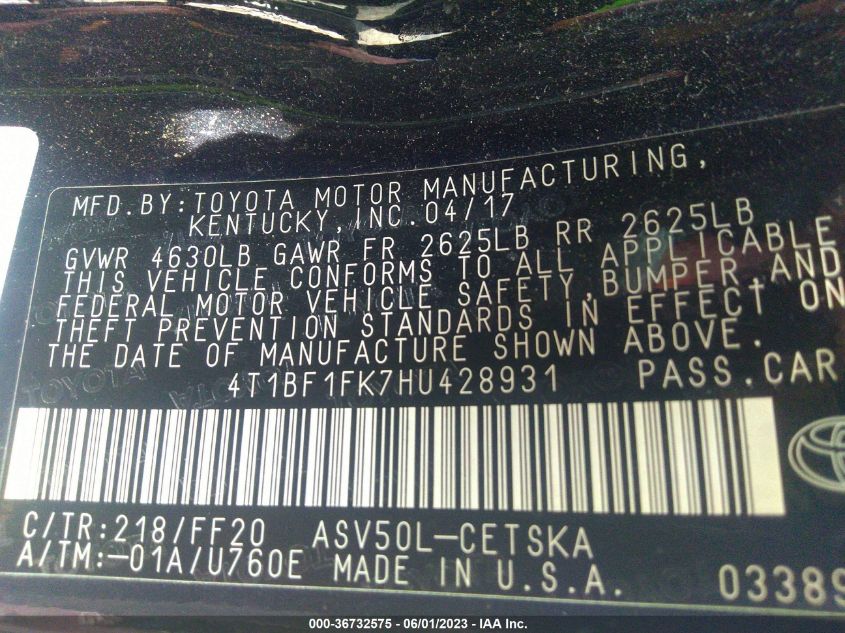 MFD.BY:TOYOTA MOTOR MANUFACTURING,
KENTUCKY,INC.04/17
GVWR 4630LB GAWR FR 2625LB RR 2625LB
THIS VEHICLE CONFORMS TO ALL APPLICABLE
FEDERAL MOTOR VEHICLE SAFETY,BUMPER,AND
THEFT PREVENTION STANDARDS IN EFFECT ON
THE DATE OF MANUFACTURE SHOWN ABOVE.
4T1BF1FK7HU428931 PASS.CAR
C/TR:218/FF20 ASV50L-CETSKA
A/TM:-01A/U760E MADE IN U.S.A. 03389
000-36732575 - 06/01/2023 - IAA Inc.